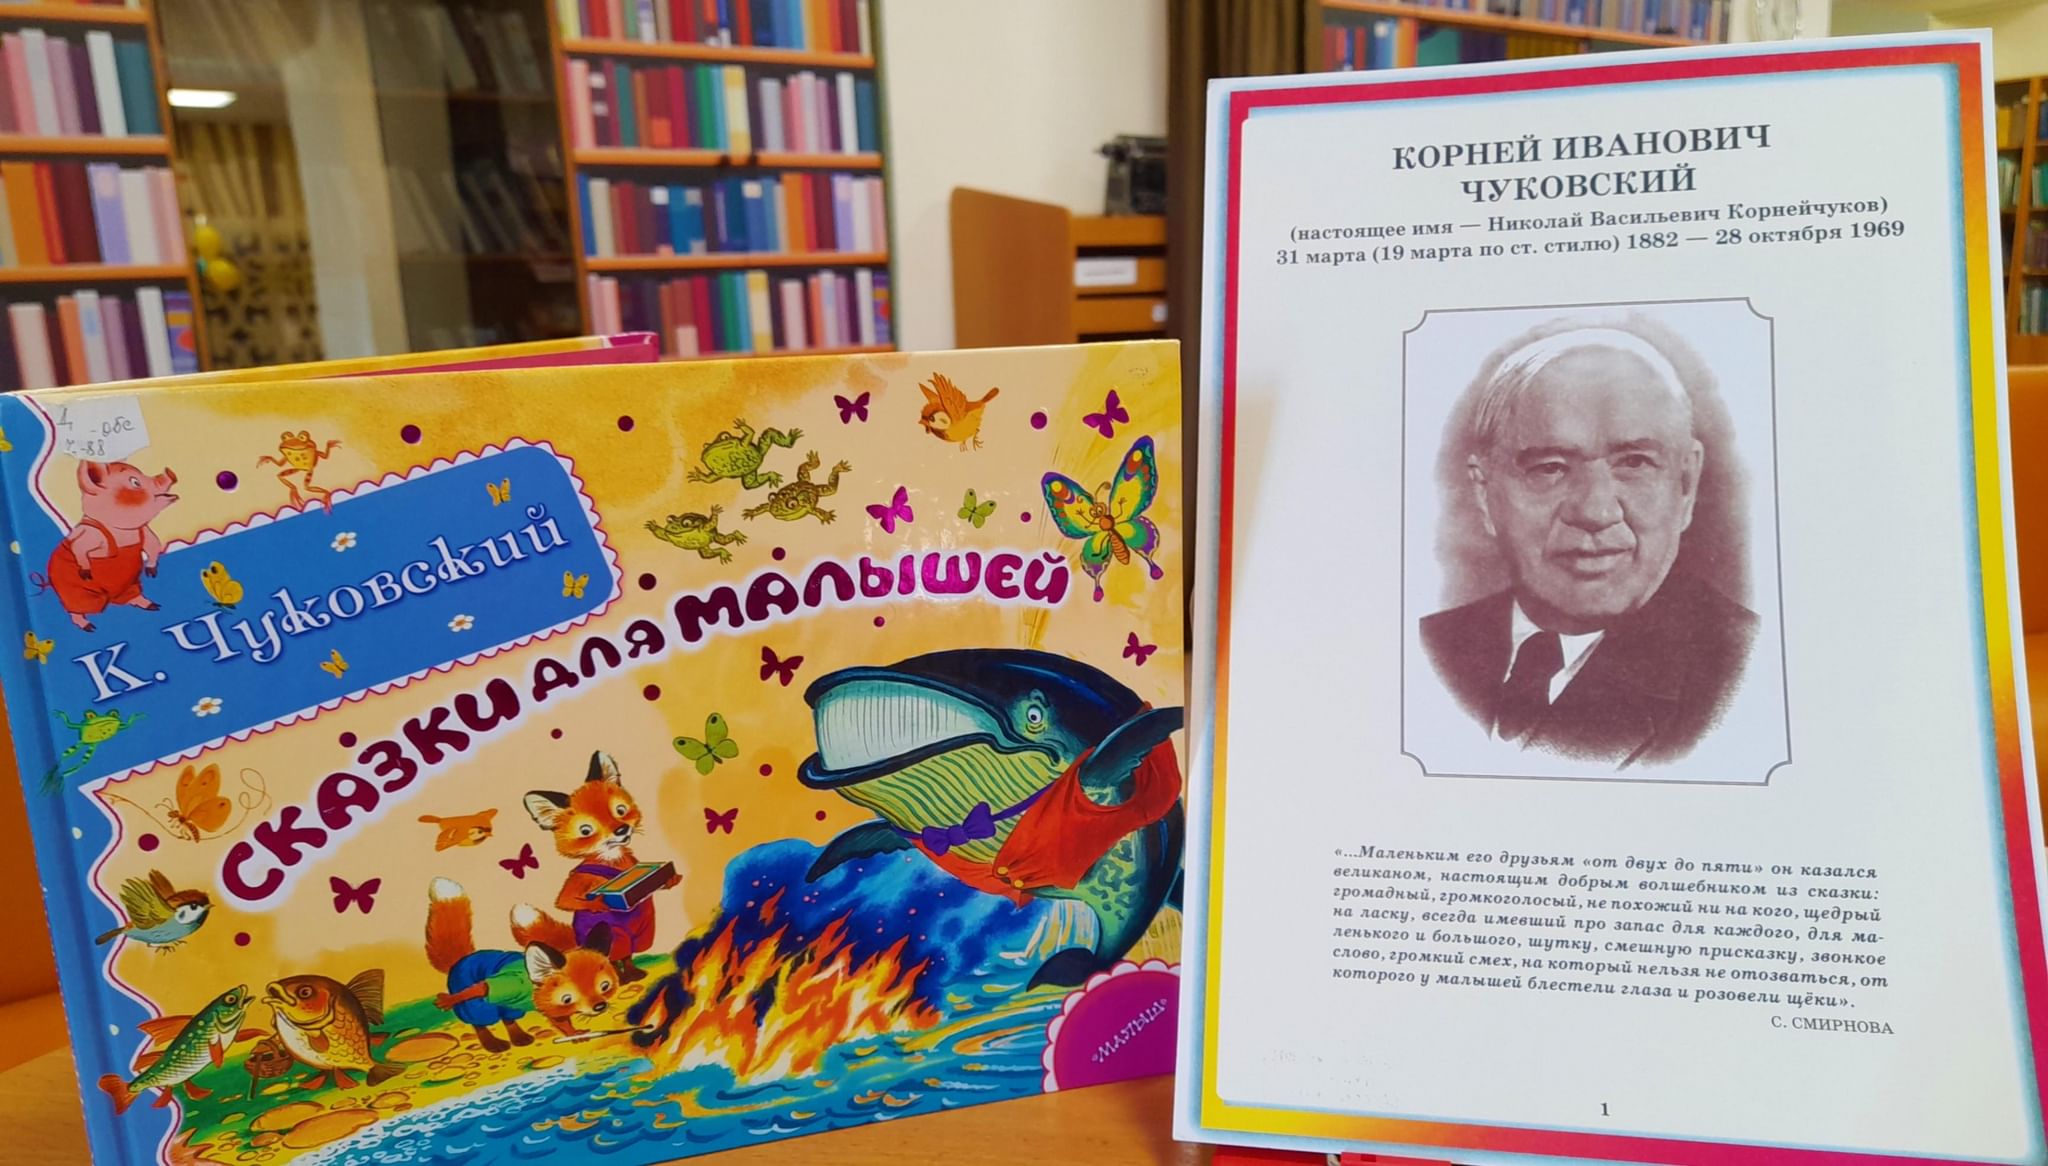 Д -обс
Ч-88
К. Чуковский
СКАЗКИ ДЛЯ МАЛЫШЕЙ
«МАЛЫШ»
КОРНЕЙ ИВАНОВИЧ
ЧУКОВСКИЙ
(настоящее имя — Николай Васильевич Корнейчуков)
31 марта (19 марта по ст. стилю) 1882 — 28 октября 1969
«...Маленьким его друзьям «от двух до пяти» он казался
великаном, настоящим добрым волшебником из сказки:
громадный, громкоголосый, не похожий ни на кого, щедрый
на ласку, всегда имевший про запас для каждого, для ма-
ленького и большого, шутку, смешную присказку, звонкое
слово, громкий смех, на который нельзя не отозваться, от
которого у малышей блестели глаза и розовели щёки».
С. СМИРНОВА
1